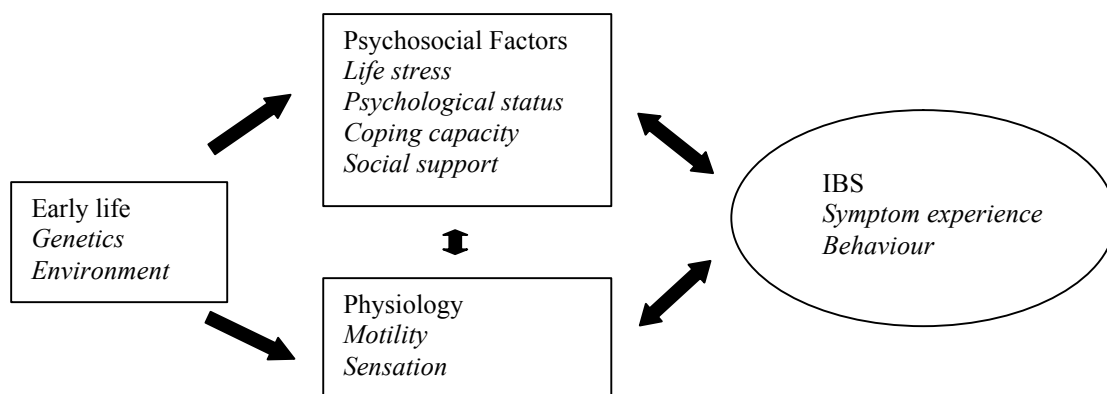 Early life
Genetics
Environment
Psychosocial Factors
Life stress
Psychological status
Coping capacity
Social support
Physiology
Motility
Sensation
IBS
Symptom experience
Behaviour